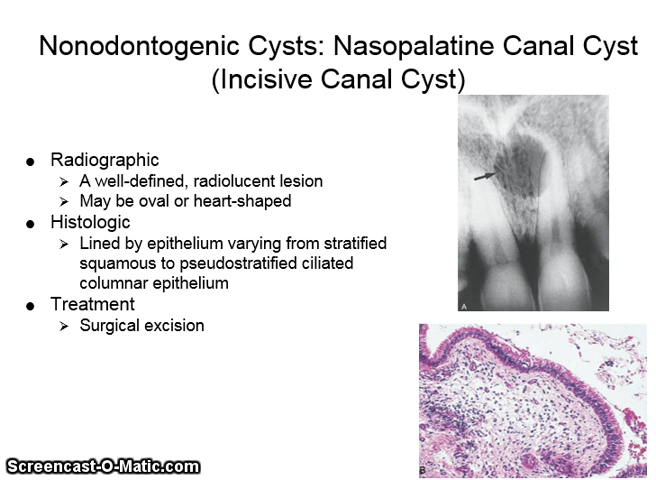 Nonodontogenic Cysts: Nasopalatine Canal Cyst
(Incisive Canal Cyst)
● Radiographic
➢ A well-defined, radiolucent lesion
➢ May be oval or heart-shaped
● Histologic
➢ Lined by epithelium varying from stratified
squamous to pseudostratified ciliated
columnar epithelium
● Treatment
➢ Surgical excision
A
B
Screencast-O-Matic.com